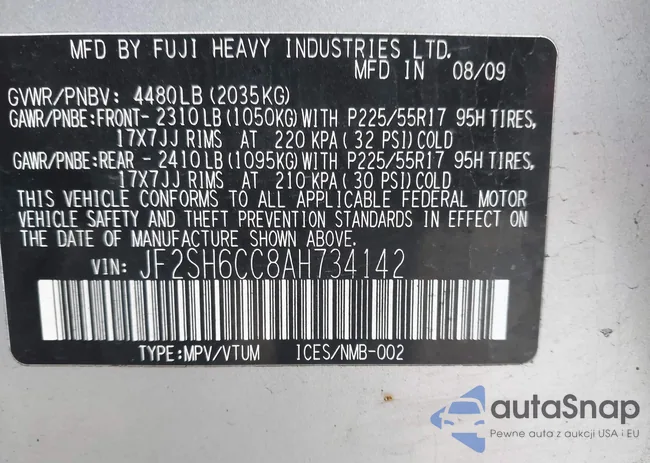 MFD BY FUJI HEAVY INDUSTRIES LTD.
MFD IN 08/09
GVWR/PNBV: 4480LB (2035KG)
GAWR/PNBE:FRONT- 2310LB(1050KG)WITH P225/55R17 95H TIRES,
17X7JJ RIMS AT 220 KPA( 32 PSI)COLD
GAWR/PNBE:REAR - 2410LB(1095KG)WITH P225/55R17 95H TIRES,
17X7JJ RIMS AT 210 KPA( 30 PSI)COLD
THIS VEHICLE CONFORMS TO ALL APPLICABLE FEDERAL MOTOR
VEHICLE SAFETY AND THEFT PREVENTION STANDARDS IN EFFECT ON
THE DATE OF MANUFACTURE SHOWN ABOVE.
VIN: JF2SH6CC8AH734142
TYPE:MPV/VTUM ICES/NMB-002
autaSnap
Pewne auta z aukcji USA i EU